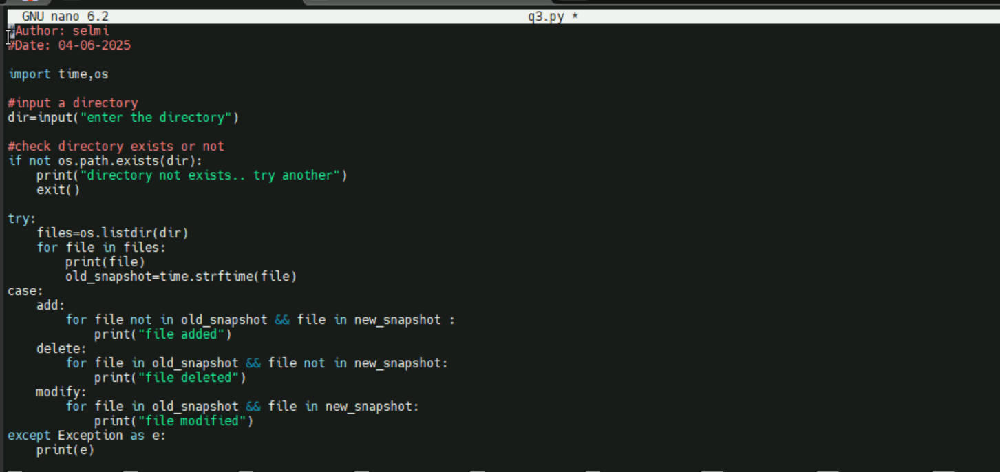 GNU nano 6.2 q3.py *
#Author: selmi
#Date: 04-06-2025
import time,os
#input a directory
dir=input("enter the directory")
#check directory exists or not
if not os.path.exists(dir):
    print("directory not exists.. try another")
    exit()
try:
    files=os.listdir(dir)
    for file in files:
        print(file)
        old_snapshot=time.strftime(file)
case:
    add:
        for file not in old_snapshot && file in new_snapshot :
            print("file added")
    delete:
        for file in old_snapshot && file not in new_snapshot:
            print("file deleted")
    modify:
        for file in old_snapshot && file in new_snapshot:
            print("file modified")
except Exception as e:
    print(e)